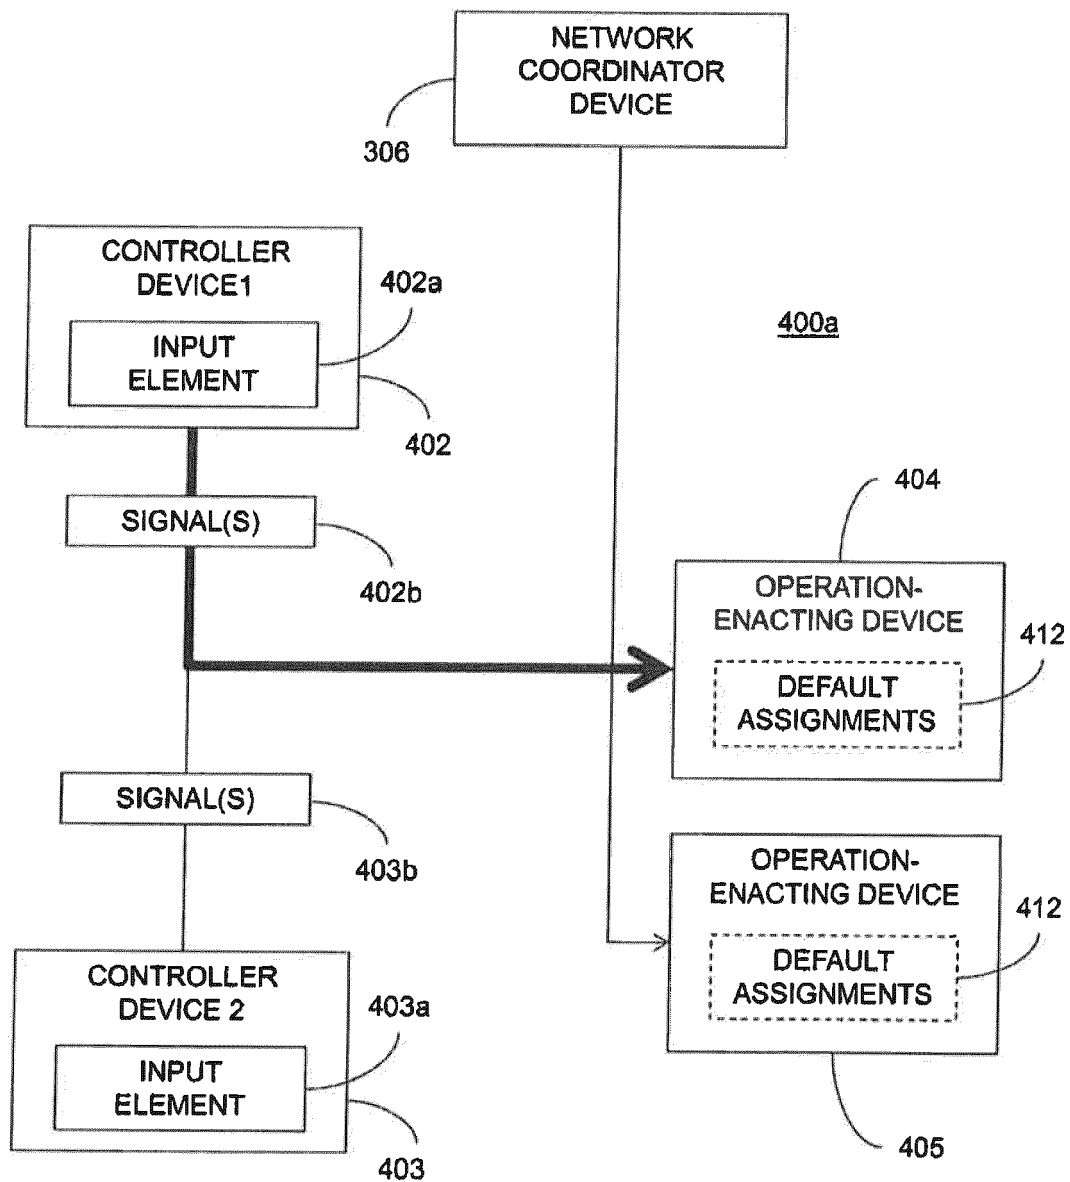 NETWORK
COORDINATOR
DEVICE
306
CONTROLLER
DEVICE1
402a
INPUT
ELEMENT
402
400a
SIGNAL(S)
402b
404
OPERATION-
ENACTING DEVICE
412
DEFAULT
ASSIGNMENTS
SIGNAL(S)
403b
OPERATION-
ENACTING DEVICE
412
DEFAULT
ASSIGNMENTS
405
CONTROLLER
DEVICE 2
403a
INPUT
ELEMENT
403